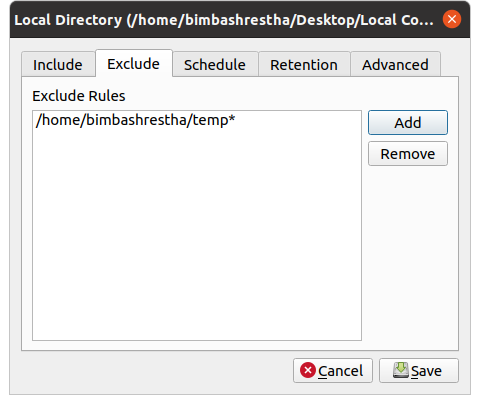 Local Directory (/home/bimbashrestha/Desktop/Local Co...
Include Exclude Schedule Retention Advanced
Exclude Rules
/home/bimbashrestha/temp*
Add
Remove
Cancel Save